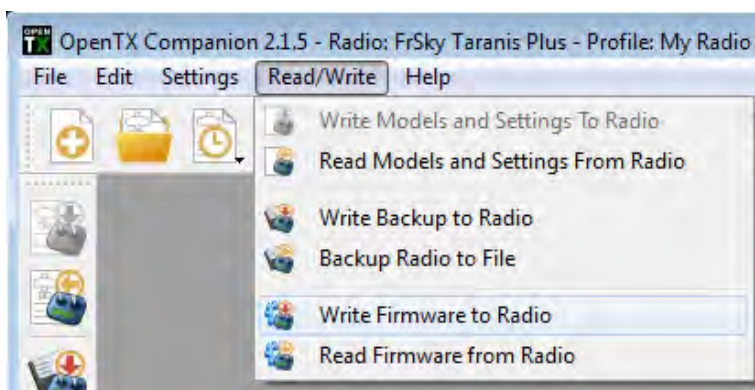 OPEN
TX OpenTX Companion 2.1.5 - Radio: FrSky Taranis Plus - Profile: My Radio
File Edit Settings Read/Write Help
Write Models and Settings To Radio
Read Models and Settings From Radio
Write Backup to Radio
Backup Radio to File
Write Firmware to Radio
Read Firmware from Radio